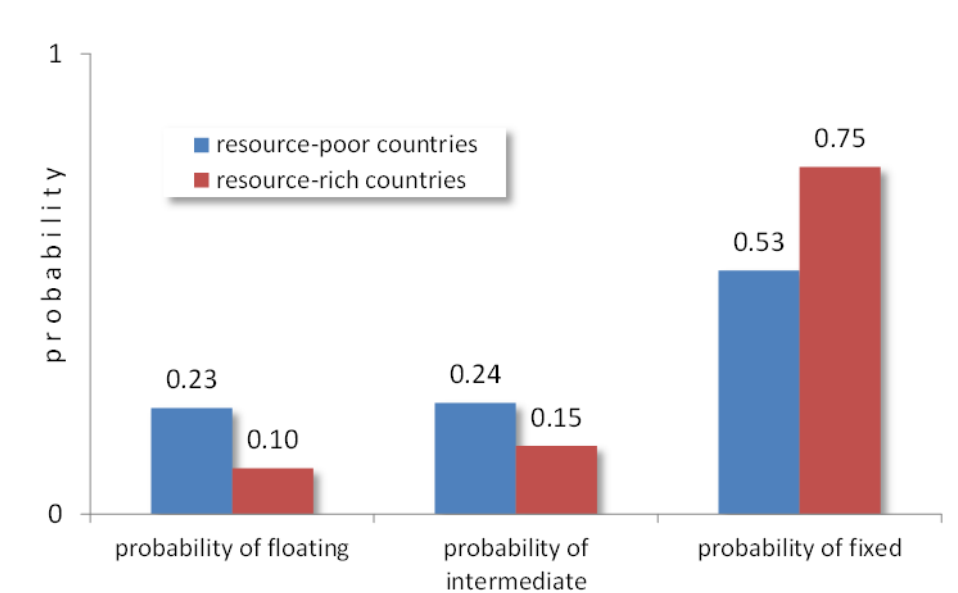 1
resource-poor countries
resource-rich countries
probability
0.75
0.53
0.23
0.24
0.10
0.15
0
probability of floating
probability of
intermediate
probability of fixed